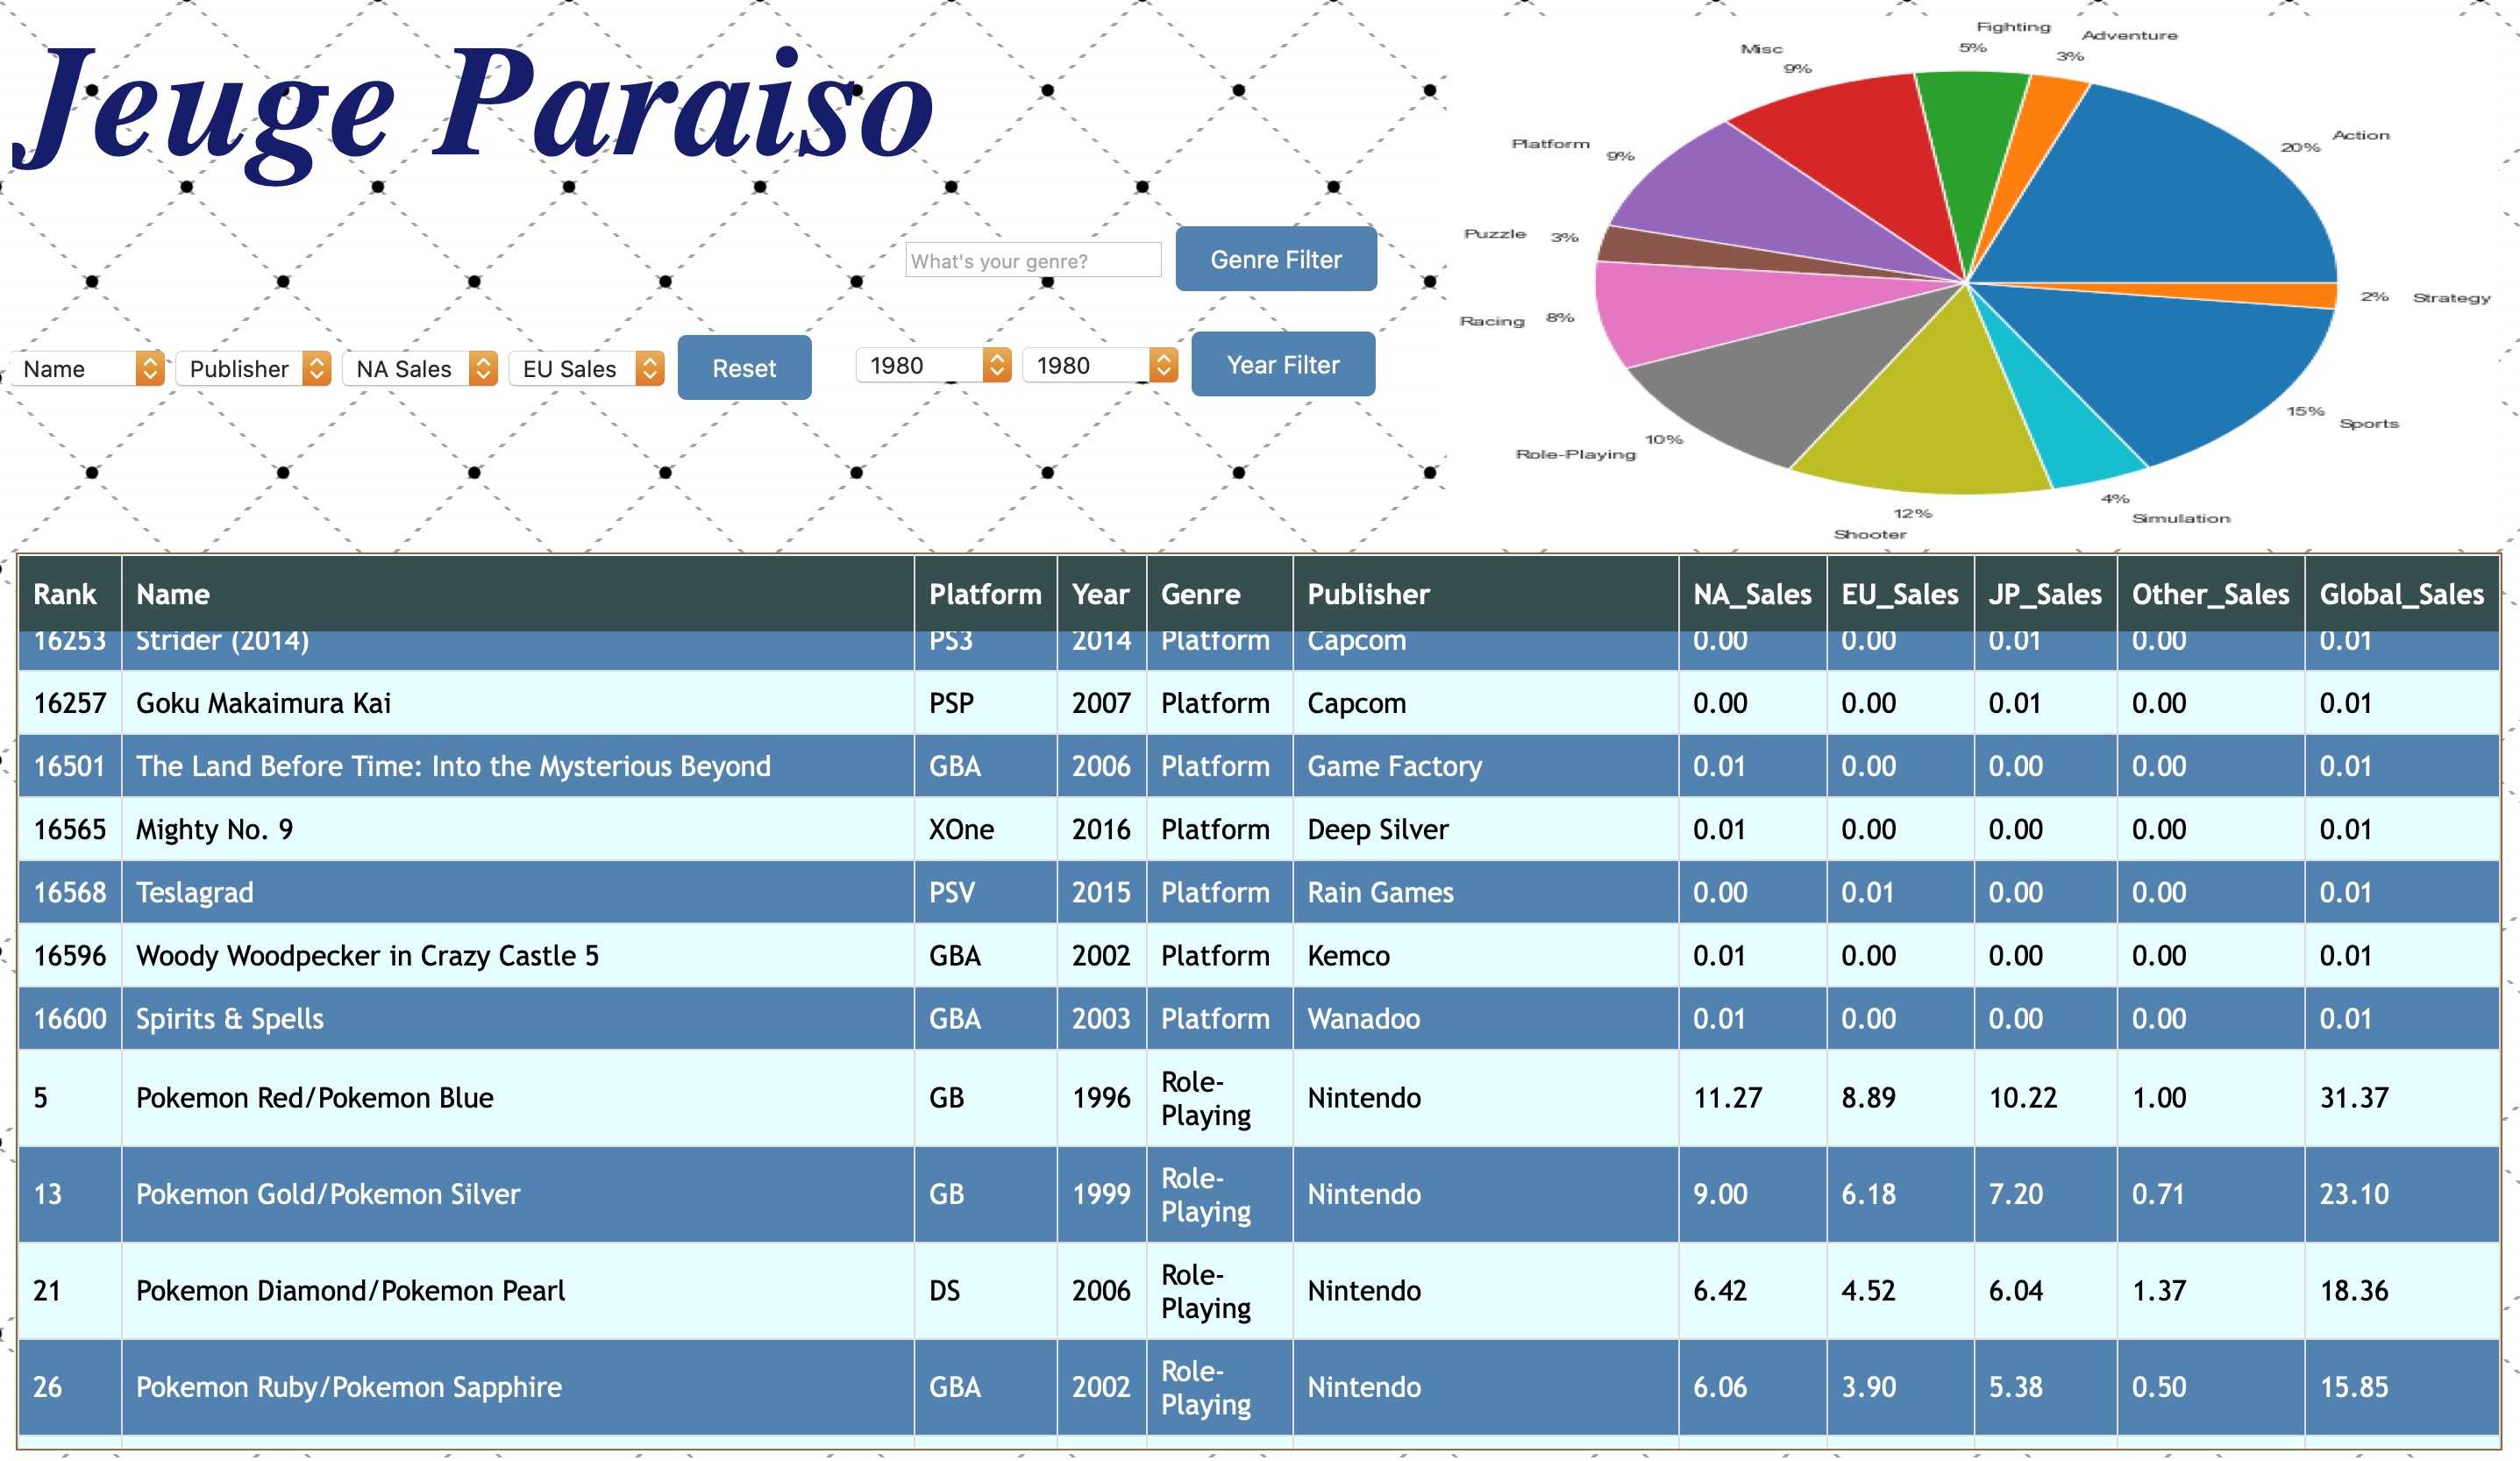 Jeuge Paraiso
What's your genre?
Genre Filter
Name
Publisher
NA Sales
EU Sales
Reset
1980
1980
Year Filter
Fighting
5%
Adventure
3%
Misc
9%
Action
20%
Platform
9%
Puzzle
3%
Racing
8%
Strategy
2%
Sports
15%
Role-Playing
10%
Shooter
12%
Simulation
4%
Rank Name Platform Year Genre Publisher NA_Sales EU_Sales JP_Sales Other_Sales Global_Sales
16253 Strider (2014) PS3 2014 Platform Capcom 0.00 0.00 0.01 0.00 0.01
16257 Goku Makaimura Kai PSP 2007 Platform Capcom 0.00 0.00 0.01 0.00 0.01
16501 The Land Before Time: Into the Mysterious Beyond GBA 2006 Platform Game Factory 0.01 0.00 0.00 0.00 0.01
16565 Mighty No. 9 XOne 2016 Platform Deep Silver 0.01 0.00 0.00 0.00 0.01
16568 Teslagrad PSV 2015 Platform Rain Games 0.00 0.01 0.00 0.00 0.01
16596 Woody Woodpecker in Crazy Castle 5 GBA 2002 Platform Kemco 0.01 0.00 0.00 0.00 0.01
16600 Spirits & Spells GBA 2003 Platform Wanadoo 0.01 0.00 0.00 0.00 0.01
5 Pokemon Red/Pokemon Blue GB 1996 Role-Playing Nintendo 11.27 8.89 10.22 1.00 31.37
13 Pokemon Gold/Pokemon Silver GB 1999 Role-Playing Nintendo 9.00 6.18 7.20 0.71 23.10
21 Pokemon Diamond/Pokemon Pearl DS 2006 Role-Playing Nintendo 6.42 4.52 6.04 1.37 18.36
26 Pokemon Ruby/Pokemon Sapphire GBA 2002 Role-Playing Nintendo 6.06 3.90 5.38 0.50 15.85